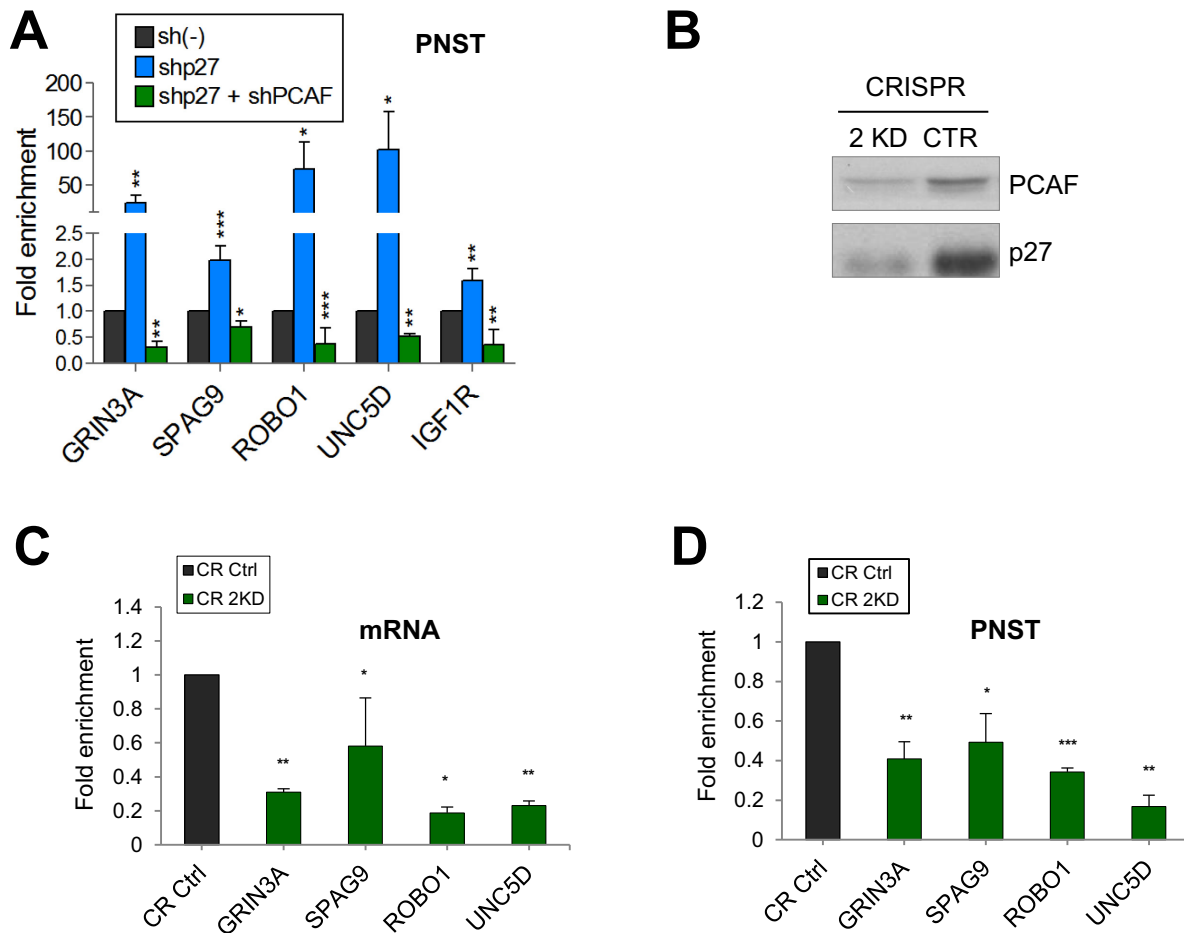 A
sh(-)
shp27
shp27 + shPCAF
PNST
Fold enrichment
200
150
100
50
2.5
2.0
1.5
1.0
0.5
0.0
**
**
***
*
*
***
*
**
**
**
GRIN3A
SPAG9
ROBO1
UNC5D
IGF1R
B
CRISPR
2 KD CTR
PCAF
p27
C
CR Ctrl
CR 2KD
mRNA
Fold enrichment
1.4
1.2
1
0.8
0.6
0.4
0.2
0
**
*
*
**
CR Ctrl
GRIN3A
SPAG9
ROBO1
UNC5D
D
CR Ctrl
CR 2KD
PNST
Fold enrichment
1.2
1
0.8
0.6
0.4
0.2
0
**
*
***
**
CR Ctrl
GRIN3A
SPAG9
ROBO1
UNC5D